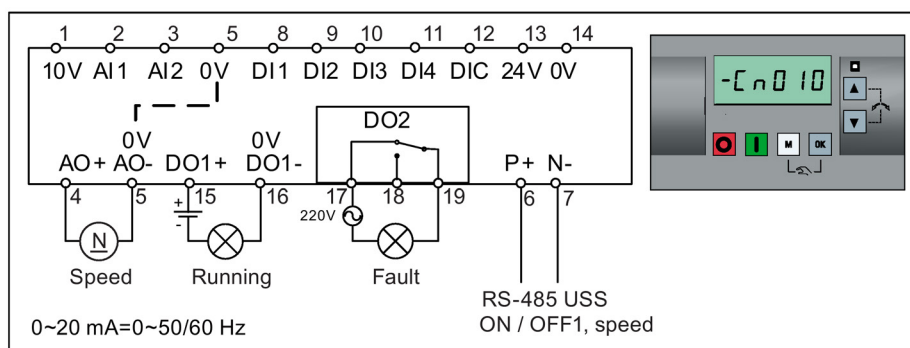 1 2 3 5 8 9 10 11 12 13 14
10V AI1 AI2 0V DI1 DI2 DI3 DI4 DIC 24V 0V
-Cn010
DO2
0V 0V
AO+ AO- DO1+ DO1- P+ N-
4 5 15 16 17 18 19 6 7
+
-
220V
N
M OK
Speed Running Fault
RS-485 USS
ON / OFF1, speed
0~20 mA=0~50/60 Hz